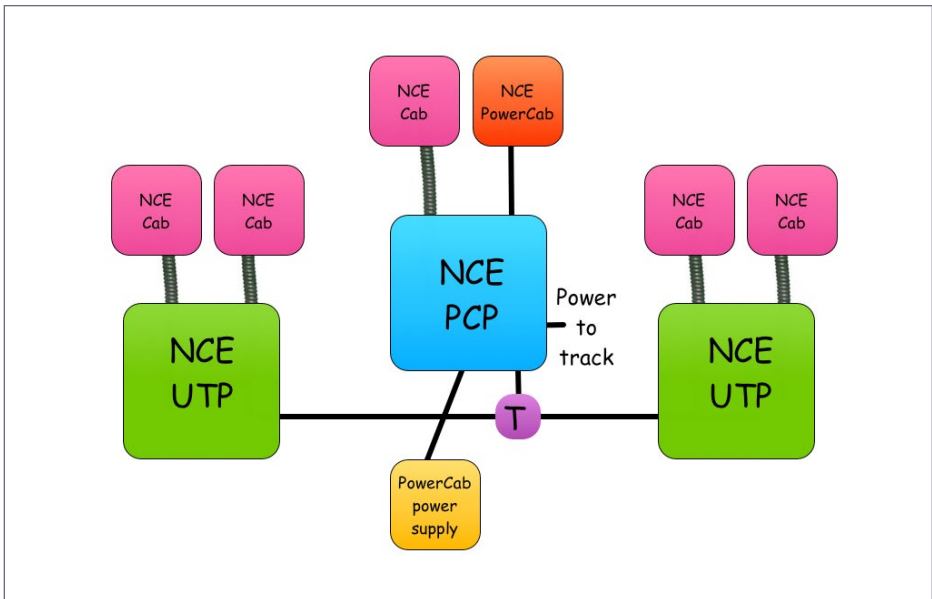 NCE
Cab
NCE
PowerCab
NCE
Cab
NCE
Cab
NCE
Cab
NCE
Cab
NCE
PCP
Power
to
track
NCE
UTP
NCE
UTP
T
PowerCab
power
supply